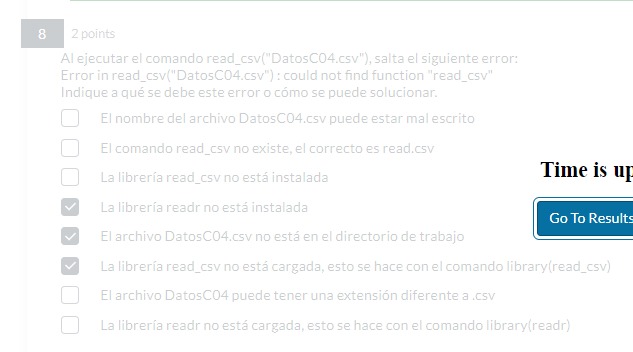 8
2 points
Al ejecutar el comando read_csv("DatosC04.csv"), salta el siguiente error:
Error in read_csv("DatosC04.csv") : could not find function "read_csv"
Indique a qué se debe este error o cómo se puede solucionar.
El nombre del archivo DatosC04.csv puede estar mal escrito
El comando read_csv no existe, el correcto es read.csv
La librería read_csv no está instalada
La librería readr no está instalada
El archivo DatosC04.csv no está en el directorio de trabajo
La librería read_csv no está cargada, esto se hace con el comando library(read_csv)
El archivo DatosC04 puede tener una extensión diferente a .csv
La librería readr no está cargada, esto se hace con el comando library(readr)
Time is up
Go To Results